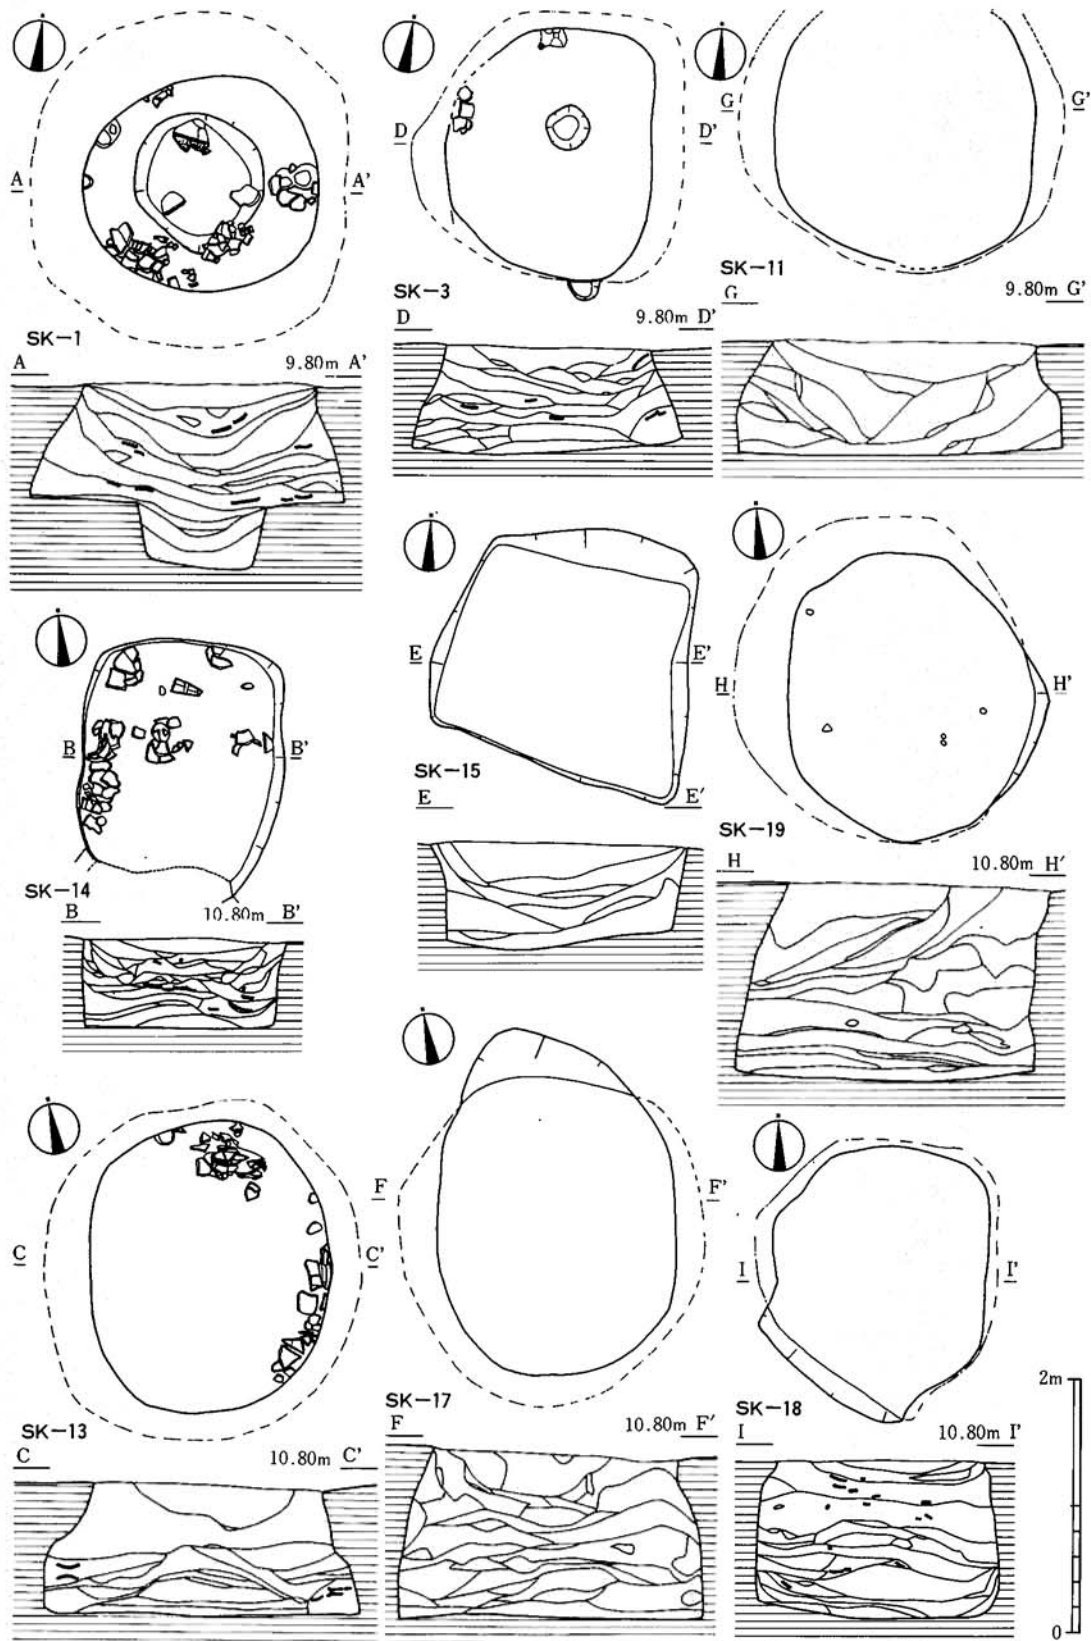 A A'
SK-1
A 9.80m A'
D D'
SK-3
D 9.80m D'
G G'
SK-11
G 9.80m G'
B B'
SK-14
B 10.80m B'
E E'
SK-15
E E'
H H'
SK-19
H 10.80m H'
C C'
SK-13
C 10.80m C'
F F'
SK-17
F 10.80m F'
I I'
SK-18
I 10.80m I'
2m
0